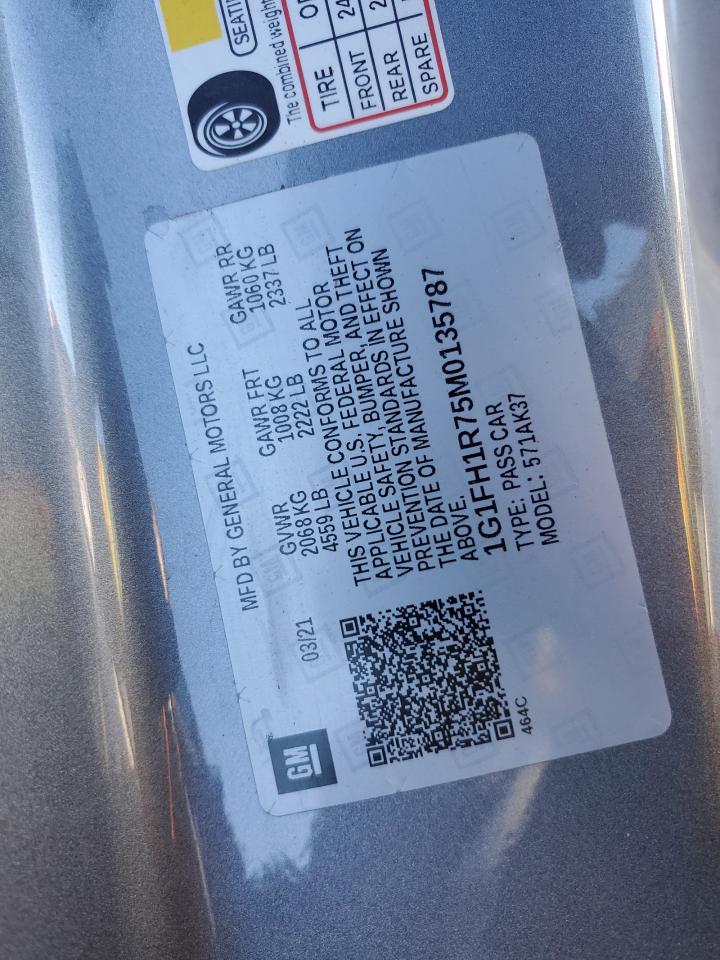 MFD BY GENERAL MOTORS LLC
03/21
GVWR GAWR FRT GAWR RR
2068 KG 1008 KG 1060 KG
4559 LB 2222 LB 2337 LB
THIS VEHICLE CONFORMS TO ALL
APPLICABLE U.S. FEDERAL MOTOR
VEHICLE SAFETY, BUMPER, AND THEFT
PREVENTION STANDARDS IN EFFECT ON
THE DATE OF MANUFACTURE SHOWN
ABOVE.
1G1FH1R75M0135787
TYPE: PASS CAR
MODEL: 571AK37
GM
464C
SEATI
The combined weight
TIRE
FRONT
REAR
SPARE